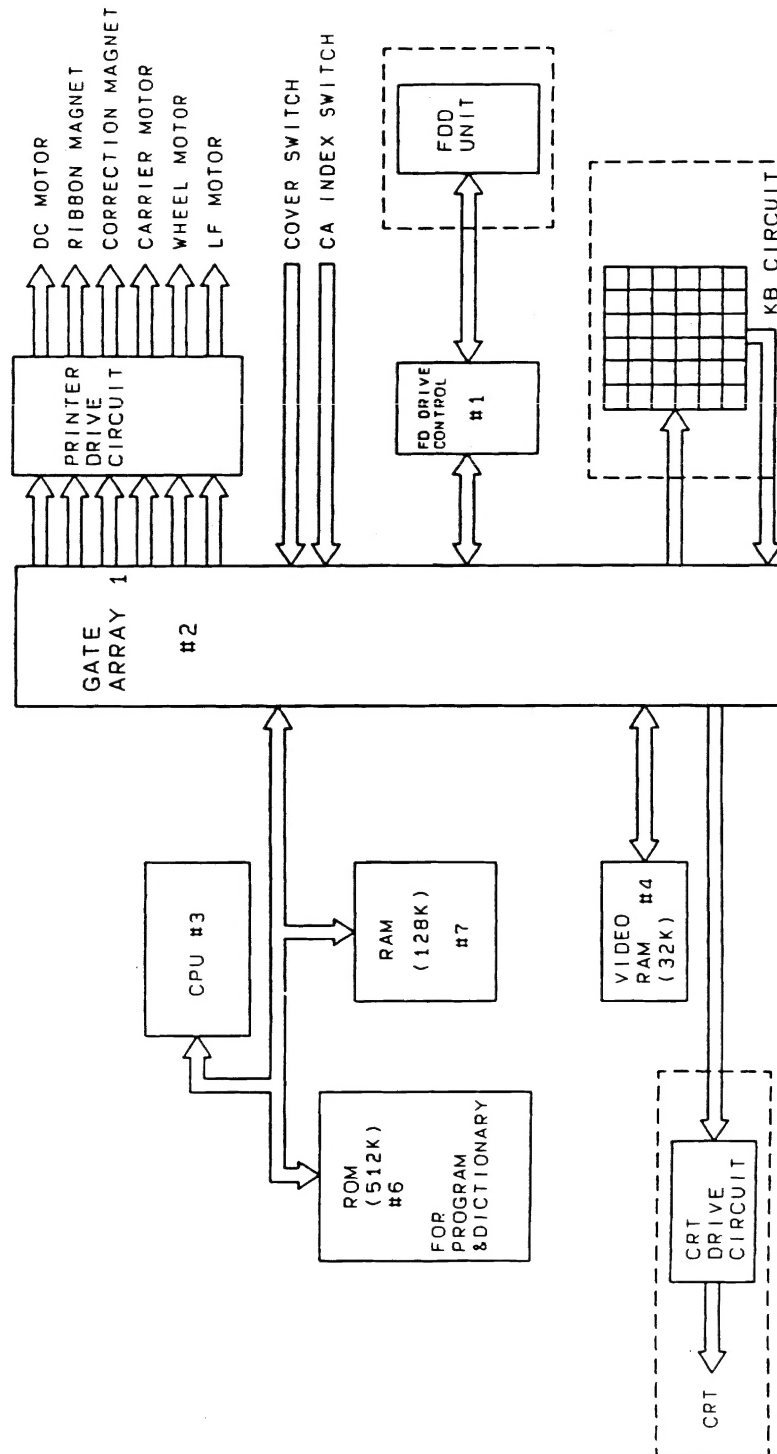 DC MOTOR
RIBBON MAGNET
CORRECTION MAGNET
CARRIER MOTOR
WHEEL MOTOR
LF MOTOR
PRINTER
DRIVE
CIRCUIT
COVER SWITCH
CA INDEX SWITCH
FDD
UNIT
FD DRIVE
CONTROL
#1
KB CIRCUIT
GATE
ARRAY 1
#2
CPU #3
RAM
(128K)
#7
ROM
(512K)
#6
FOR
PROGRAM
&DICTIONARY
VIDEO
RAM #4
(32K)
CRT
DRIVE
CIRCUIT
CRT